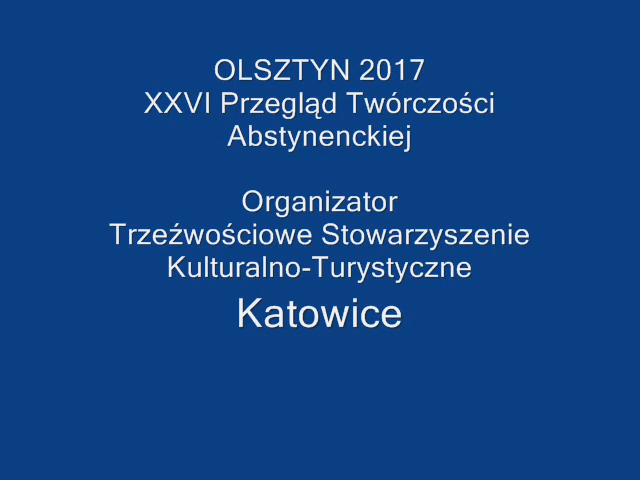 OLSZTYN 2017
XXVI Przegląd Twórczości
Abstynenckiej
Organizator
Trzeźwościowe Stowarzyszenie
Kulturalno-Turystyczne
Katowice